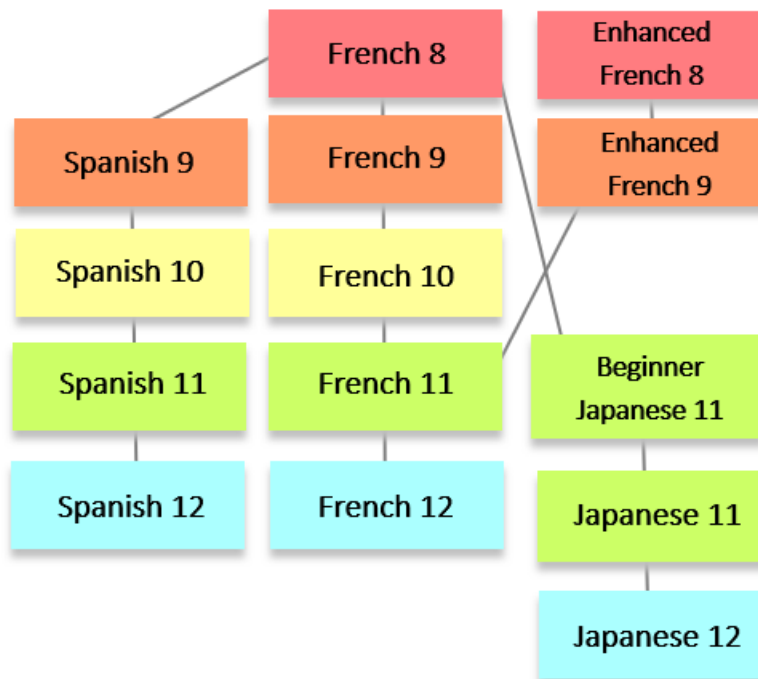 French 8
Enhanced
French 8
Spanish 9
French 9
Enhanced
French 9
Spanish 10
French 10
Spanish 11
French 11
Beginner
Japanese 11
Spanish 12
French 12
Japanese 11
Japanese 12